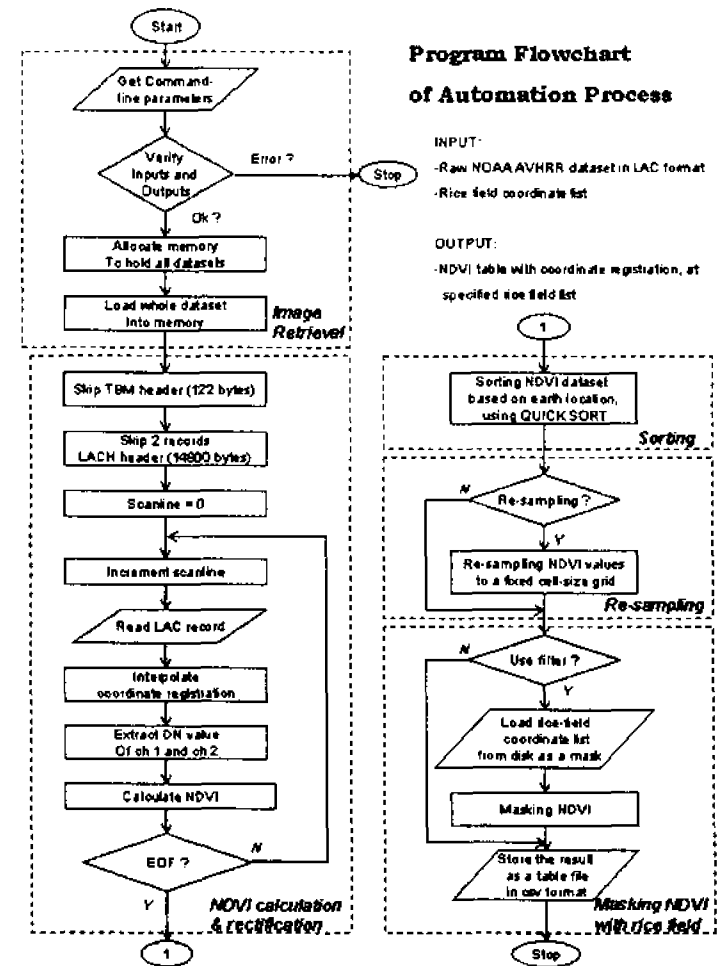 Start
Program Flowchart
of Automation Process
Get Command-
line parameters
INPUT:
-Raw NOAA AVHRR dataset in LAC format
-Rice field coordinate list
OUTPUT:
-NDVI table with coordinate registration, at
specified rice field list
Verify
Inputs and
Outputs
Error ?
Stop
Ok ?
Allocate memory
To hold all datasets
Load whole dataset
Into memory
Image
Retrieval
Skip TBM header (122 bytes)
Skip 2 records
LACH header (14800 bytes)
Scanline = 0
Increment scanline
Read LAC record
Interpolate
coordinate registration
Extract DN value
Of ch 1 and ch 2
Calculate NDVI
EOF ?
N
Y
NDVI calculation
& rectification
1
1
Sorting NDVI dataset
based on earth location,
using QUICK SORT
Sorting
Re-sampling ?
N
Y
Re-sampling NDVI values
to a fixed cell-size grid
Re-sampling
Use filter ?
N
Y
Load rice-field
coordinate list
from disk as a mask
Masking NDVI
Store the result
as a table file
in csv format
Masking NDVI
with rice field
Stop